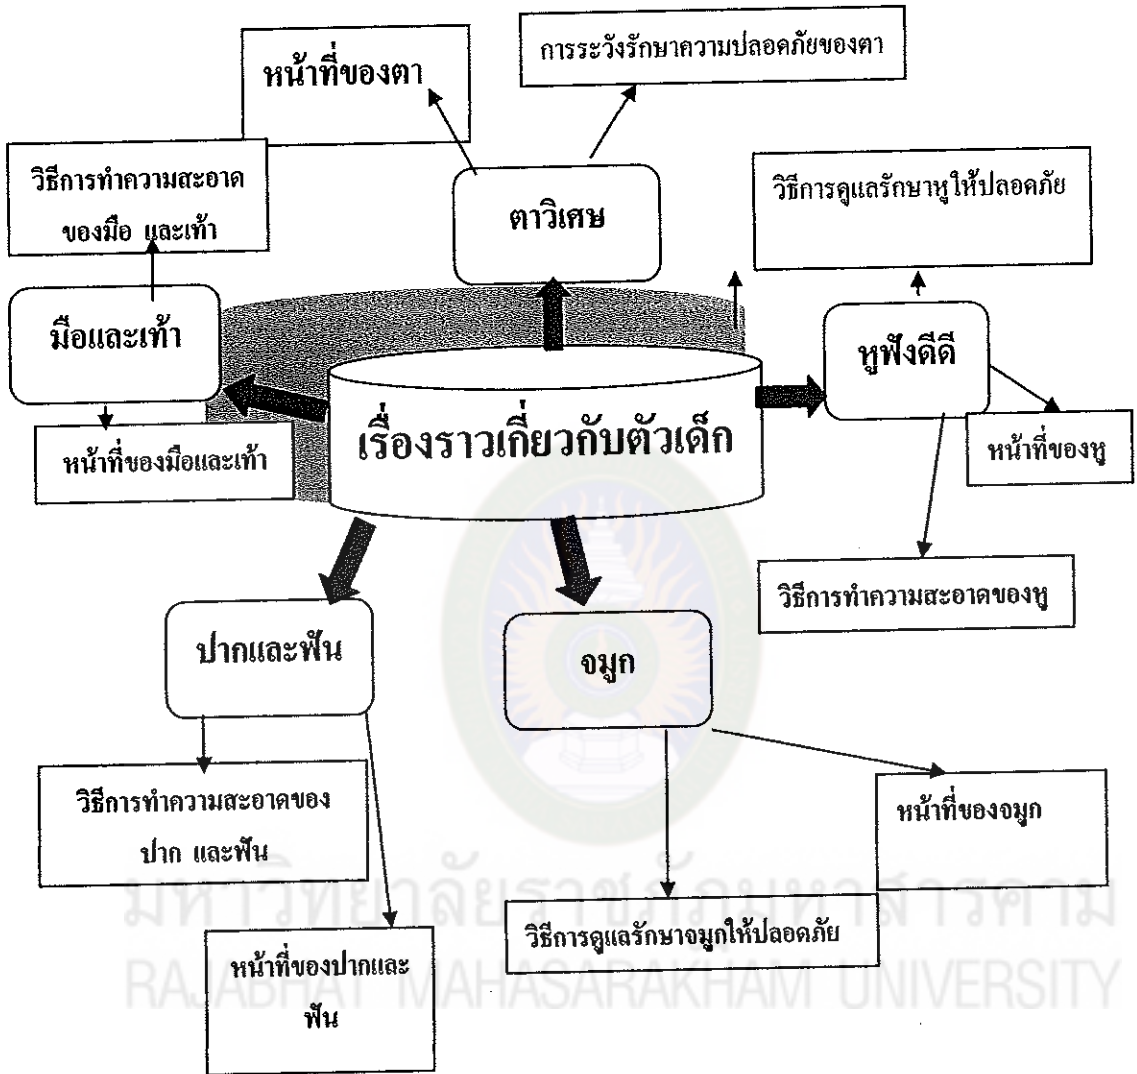 การระวังรักษาความปลอดภัยของตา
หน้าที่ของตา
วิธีการทำความสะอาด
ของมือ และเท้า
วิธีการดูแลรักษาหูให้ปลอดภัย
ตาวิเศษ
มือและเท้า
หูฟังดีดี
เรื่องราวเกี่ยวกับตัวเด็ก
หน้าที่ของมือและเท้า
หน้าที่ของหู
วิธีการทำความสะอาดของหู
ปากและฟัน
จมูก
วิธีการทำความสะอาดของ
ปาก และฟัน
หน้าที่ของจมูก
มหาวิทยาลัยราชภัฏมหาสารคาม
วิธีการดูแลรักษาจมูกให้ปลอดภัย
หน้าที่ของปากและ
ฟัน
RAJABHAT MAHASARAKHAM UNIVERSITY